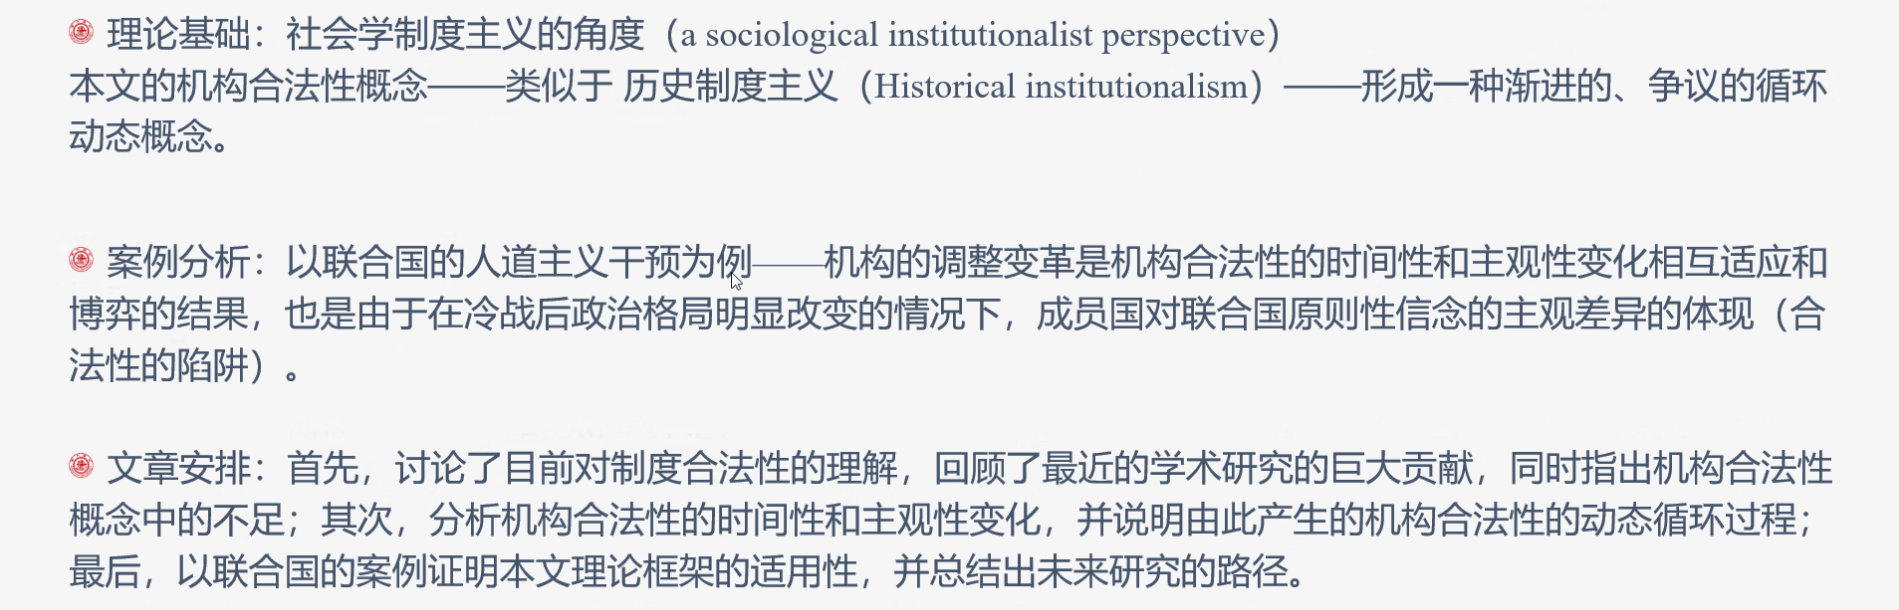 理论基础：社会学制度主义的角度（a sociological institutionalist perspective）
本文的机构合法性概念——类似于 历史制度主义（Historical institutionalism）——形成一种渐进的、争议的循环
动态概念。
案例分析：以联合国的人道主义干预为例——机构的调整变革是机构合法性的时间性和主观性变化相互适应和
博弈的结果，也是由于在冷战后政治格局明显改变的情况下，成员国对联合国原则性信念的主观差异的体现（合
法性的陷阱）。
文章安排：首先，讨论了目前对制度合法性的理解，回顾了最近的学术研究的巨大贡献，同时指出机构合法性
概念中的不足；其次，分析机构合法性的时间性和主观性变化，并说明由此产生的机构合法性的动态循环过程；
最后，以联合国的案例证明本文理论框架的适用性，并总结出未来研究的路径。